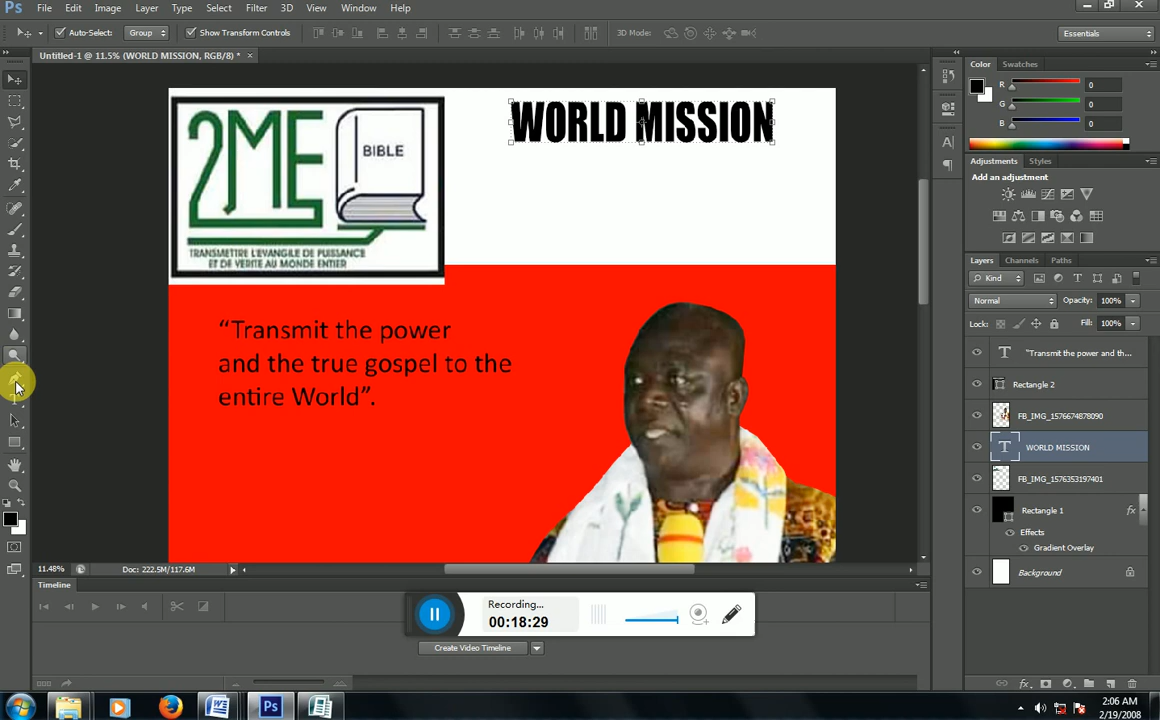 Ps File Edit Image Layer Type Select Filter 3D View Window Help
Auto-Select: Group Show Transform Controls 3D Mode: Essentials
Untitled-1 @ 11.5% (WORLD MISSION, RGB/8) * ×
2ME
BIBLE
TRANSMETTRE L'EVANGILE DE PUISSANCE
ET DE VERITE AU MONDE ENTIER
WORLD MISSION
“Transmit the power
and the true gospel to the
entire World”.
Color Swatches
R 0
G 0
B 0
Adjustments Styles
Add an adjustment
Layers Channels Paths
Kind
Normal Opacity: 100%
Lock: Fill: 100%
"Transmit the power and th...
Rectangle 2
FB_IMG_1576674878090
WORLD MISSION
FB_IMG_1576353197401
Rectangle 1 fx
Effects
Gradient Overlay
Background
11.48% Doc: 222.5M/117.6M
Timeline
Recording...
00:18:29
Create Video Timeline
2:06 AM
2/19/2008